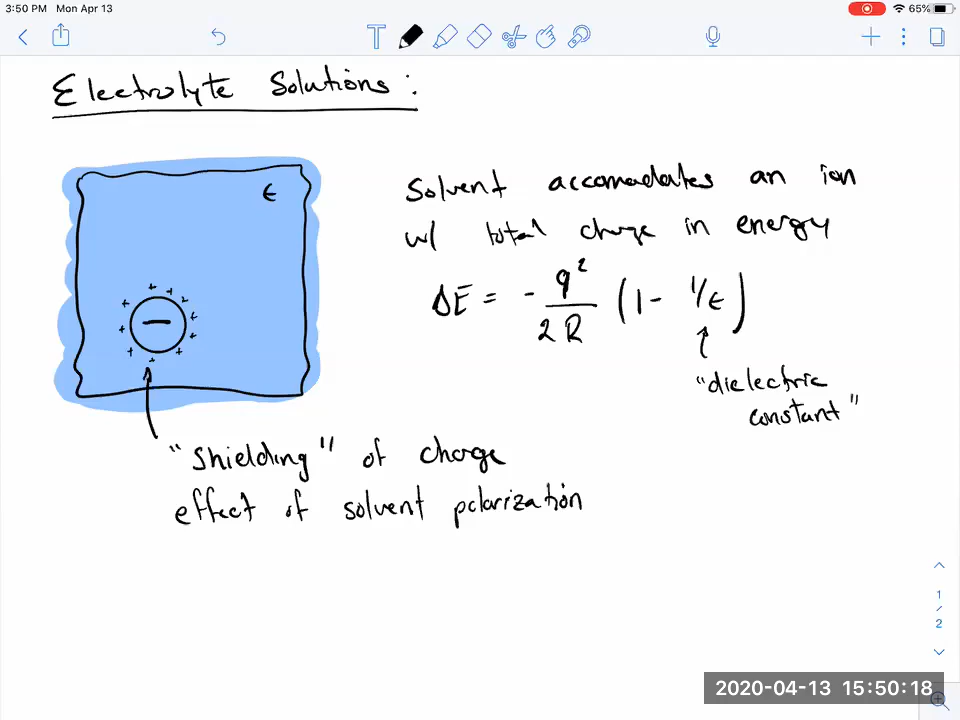 3:50 PM Mon Apr 13
65%
T
Electrolyte Solutions :
ϵ
Solvent accomadates an ion
w/ total charge in energy
ΔE = - q² / 2R (1 - 1/ϵ)
"dielectric
constant"
"Shielding" of charge
effect of solvent polarization
1
/
2
2020-04-13 15:50:18